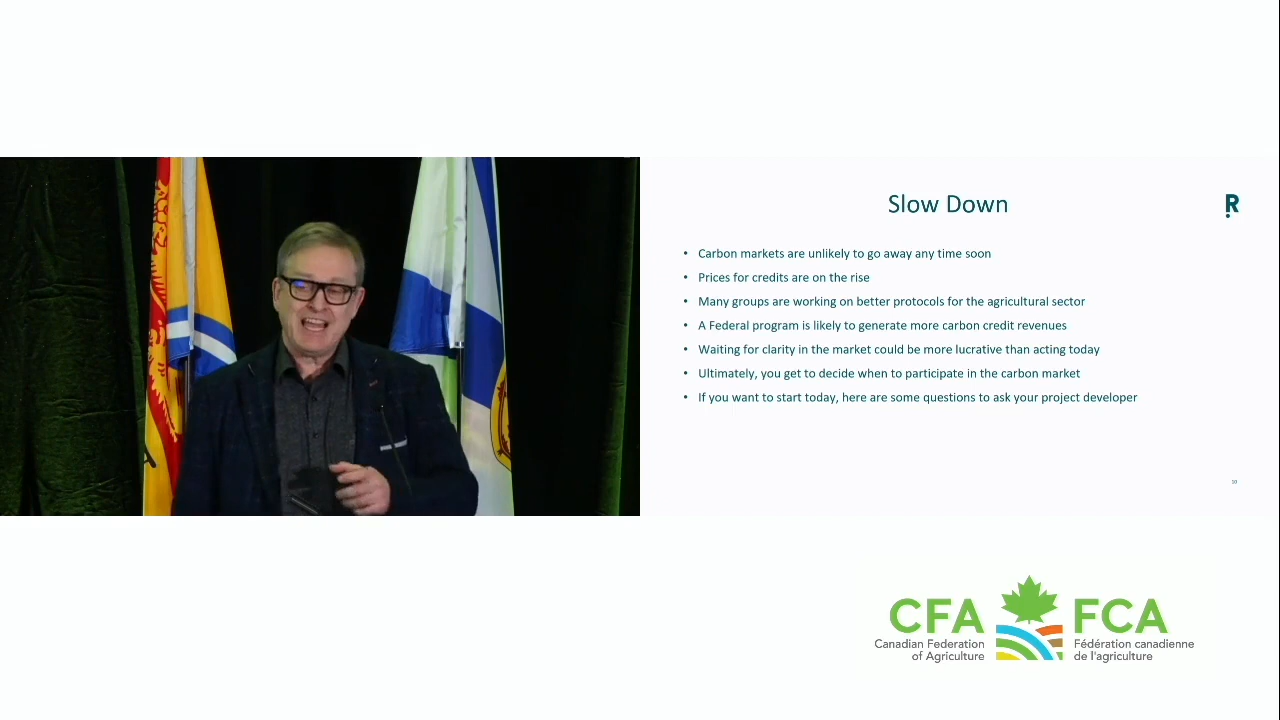 Slow Down
R
• Carbon markets are unlikely to go away any time soon
• Prices for credits are on the rise
• Many groups are working on better protocols for the agricultural sector
• A Federal program is likely to generate more carbon credit revenues
• Waiting for clarity in the market could be more lucrative than acting today
• Ultimately, you get to decide when to participate in the carbon market
• If you want to start today, here are some questions to ask your project developer
10
CFA FCA
Canadian Federation
of Agriculture
Fédération canadienne
de l'agriculture